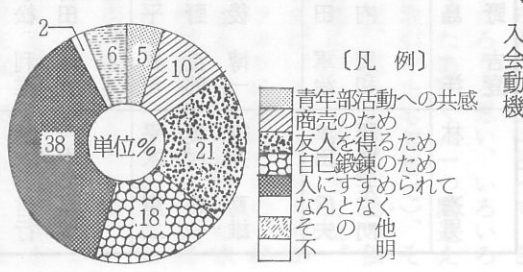 入会動機
〔凡 例〕
青年部活動への共感
商売のため
友人を得るため
自己鍛錬のため
人にすすめられて
なんとなく
そ の 他
不 明
単位%
5
10
21
18
38
2
6